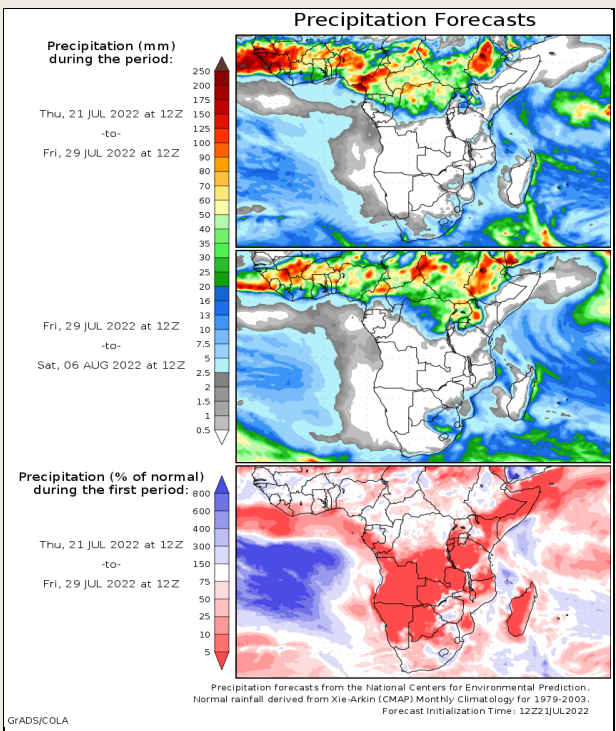 Precipitation Forecasts
Precipitation (mm)
during the period:
Thu, 21 JUL 2022 at 12Z
-to-
Fri, 29 JUL 2022 at 12Z
250
200
175
150
125
100
90
80
70
60
50
40
35
30
25
20
16
13
10
7.5
5
2.5
2
1.5
1
0.5
Fri, 29 JUL 2022 at 12Z
-to-
Sat, 06 AUG 2022 at 12Z
Precipitation (% of normal)
during the first period:
Thu, 21 JUL 2022 at 12Z
-to-
Fri, 29 JUL 2022 at 12Z
800
600
400
300
150
75
50
25
10
5
Precipitation forecasts from the National Centers for Environmental Prediction.
Normal rainfall derived from Xie-Arkin (CMAP) Monthly Climatology for 1979-2003.
Forecast Initialization Time: 12Z21JUL2022
GrADS/COLA